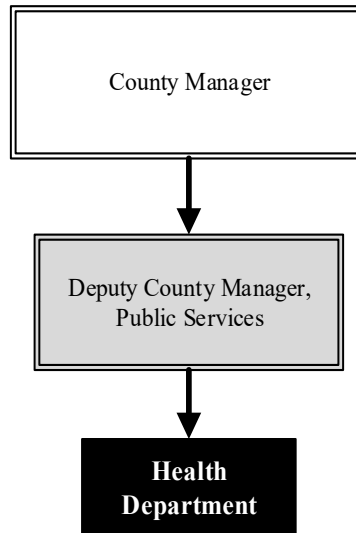 County Manager
Deputy County Manager,
Public Services
Health
Department